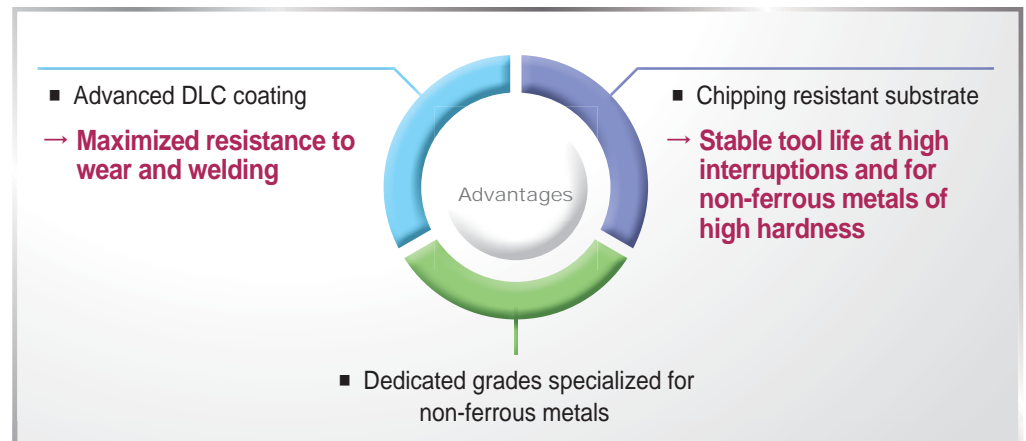 ■ Advanced DLC coating
→ Maximized resistance to
wear and welding
Advantages
■ Chipping resistant substrate
→ Stable tool life at high
interruptions and for
non-ferrous metals of
high hardness
■ Dedicated grades specialized for
non-ferrous metals